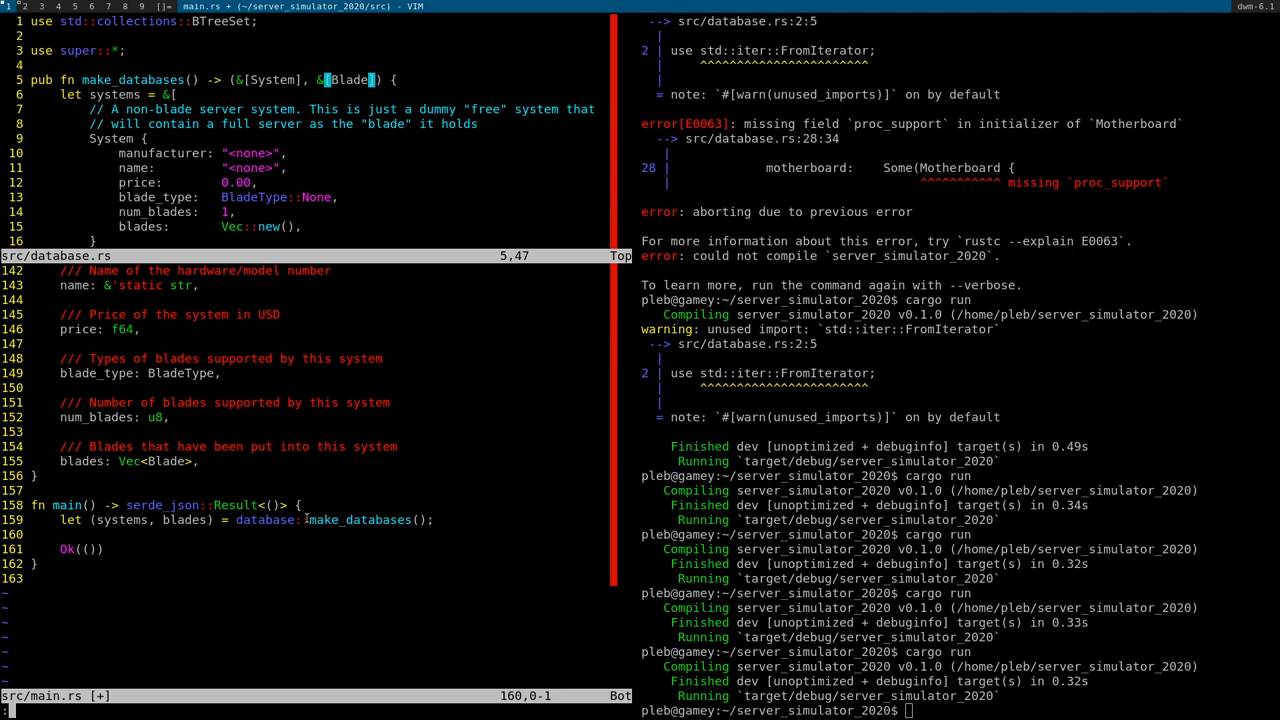 1 2 3 4 5 6 7 8 9 []= main.rs + (~/server_simulator_2020/src) - VIM dwm-6.1
1 use std::collections::BTreeSet;
2
3 use super::*;
4
5 pub fn make_databases() -> (&[System], &[Blade]) {
6     let systems = &[
7         // A non-blade server system. This is just a dummy "free" system that
8         // will contain a full server as the "blade" it holds
9         System {
10             manufacturer: "<none>",
11             name:         "<none>",
12             price:        0.00,
13             blade_type:   BladeType::None,
14             num_blades:   1,
15             blades:       Vec::new(),
16         }
src/database.rs 5,47 Top
142     /// Name of the hardware/model number
143     name: &'static str,
144
145     /// Price of the system in USD
146     price: f64,
147
148     /// Types of blades supported by this system
149     blade_type: BladeType,
150
151     /// Number of blades supported by this system
152     num_blades: u8,
153
154     /// Blades that have been put into this system
155     blades: Vec<Blade>,
156 }
157
158 fn main() -> serde_json::Result<()> {
159     let (systems, blades) = database::make_databases();
160
161     Ok(())
162 }
163
~
~
~
~
~
~
~
src/main.rs [+] 160,0-1 Bot
:
--> src/database.rs:2:5
|
2 | use std::iter::FromIterator;
|     ^^^^^^^^^^^^^^^^^^^^^^^
|
= note: `#[warn(unused_imports)]` on by default
error[E0063]: missing field `proc_support` in initializer of `Motherboard`
--> src/database.rs:28:34
|
28 |             motherboard:    Some(Motherboard {
|                                  ^^^^^^^^^^^ missing `proc_support`
error: aborting due to previous error
For more information about this error, try `rustc --explain E0063`.
error: could not compile `server_simulator_2020`.
To learn more, run the command again with --verbose.
pleb@gamey:~/server_simulator_2020$ cargo run
Compiling server_simulator_2020 v0.1.0 (/home/pleb/server_simulator_2020)
warning: unused import: `std::iter::FromIterator`
--> src/database.rs:2:5
|
2 | use std::iter::FromIterator;
|     ^^^^^^^^^^^^^^^^^^^^^^^
|
= note: `#[warn(unused_imports)]` on by default
Finished dev [unoptimized + debuginfo] target(s) in 0.49s
Running `target/debug/server_simulator_2020`
pleb@gamey:~/server_simulator_2020$ cargo run
Compiling server_simulator_2020 v0.1.0 (/home/pleb/server_simulator_2020)
Finished dev [unoptimized + debuginfo] target(s) in 0.34s
Running `target/debug/server_simulator_2020`
pleb@gamey:~/server_simulator_2020$ cargo run
Compiling server_simulator_2020 v0.1.0 (/home/pleb/server_simulator_2020)
Finished dev [unoptimized + debuginfo] target(s) in 0.32s
Running `target/debug/server_simulator_2020`
pleb@gamey:~/server_simulator_2020$ cargo run
Compiling server_simulator_2020 v0.1.0 (/home/pleb/server_simulator_2020)
Finished dev [unoptimized + debuginfo] target(s) in 0.33s
Running `target/debug/server_simulator_2020`
pleb@gamey:~/server_simulator_2020$ cargo run
Compiling server_simulator_2020 v0.1.0 (/home/pleb/server_simulator_2020)
Finished dev [unoptimized + debuginfo] target(s) in 0.32s
Running `target/debug/server_simulator_2020`
pleb@gamey:~/server_simulator_2020$